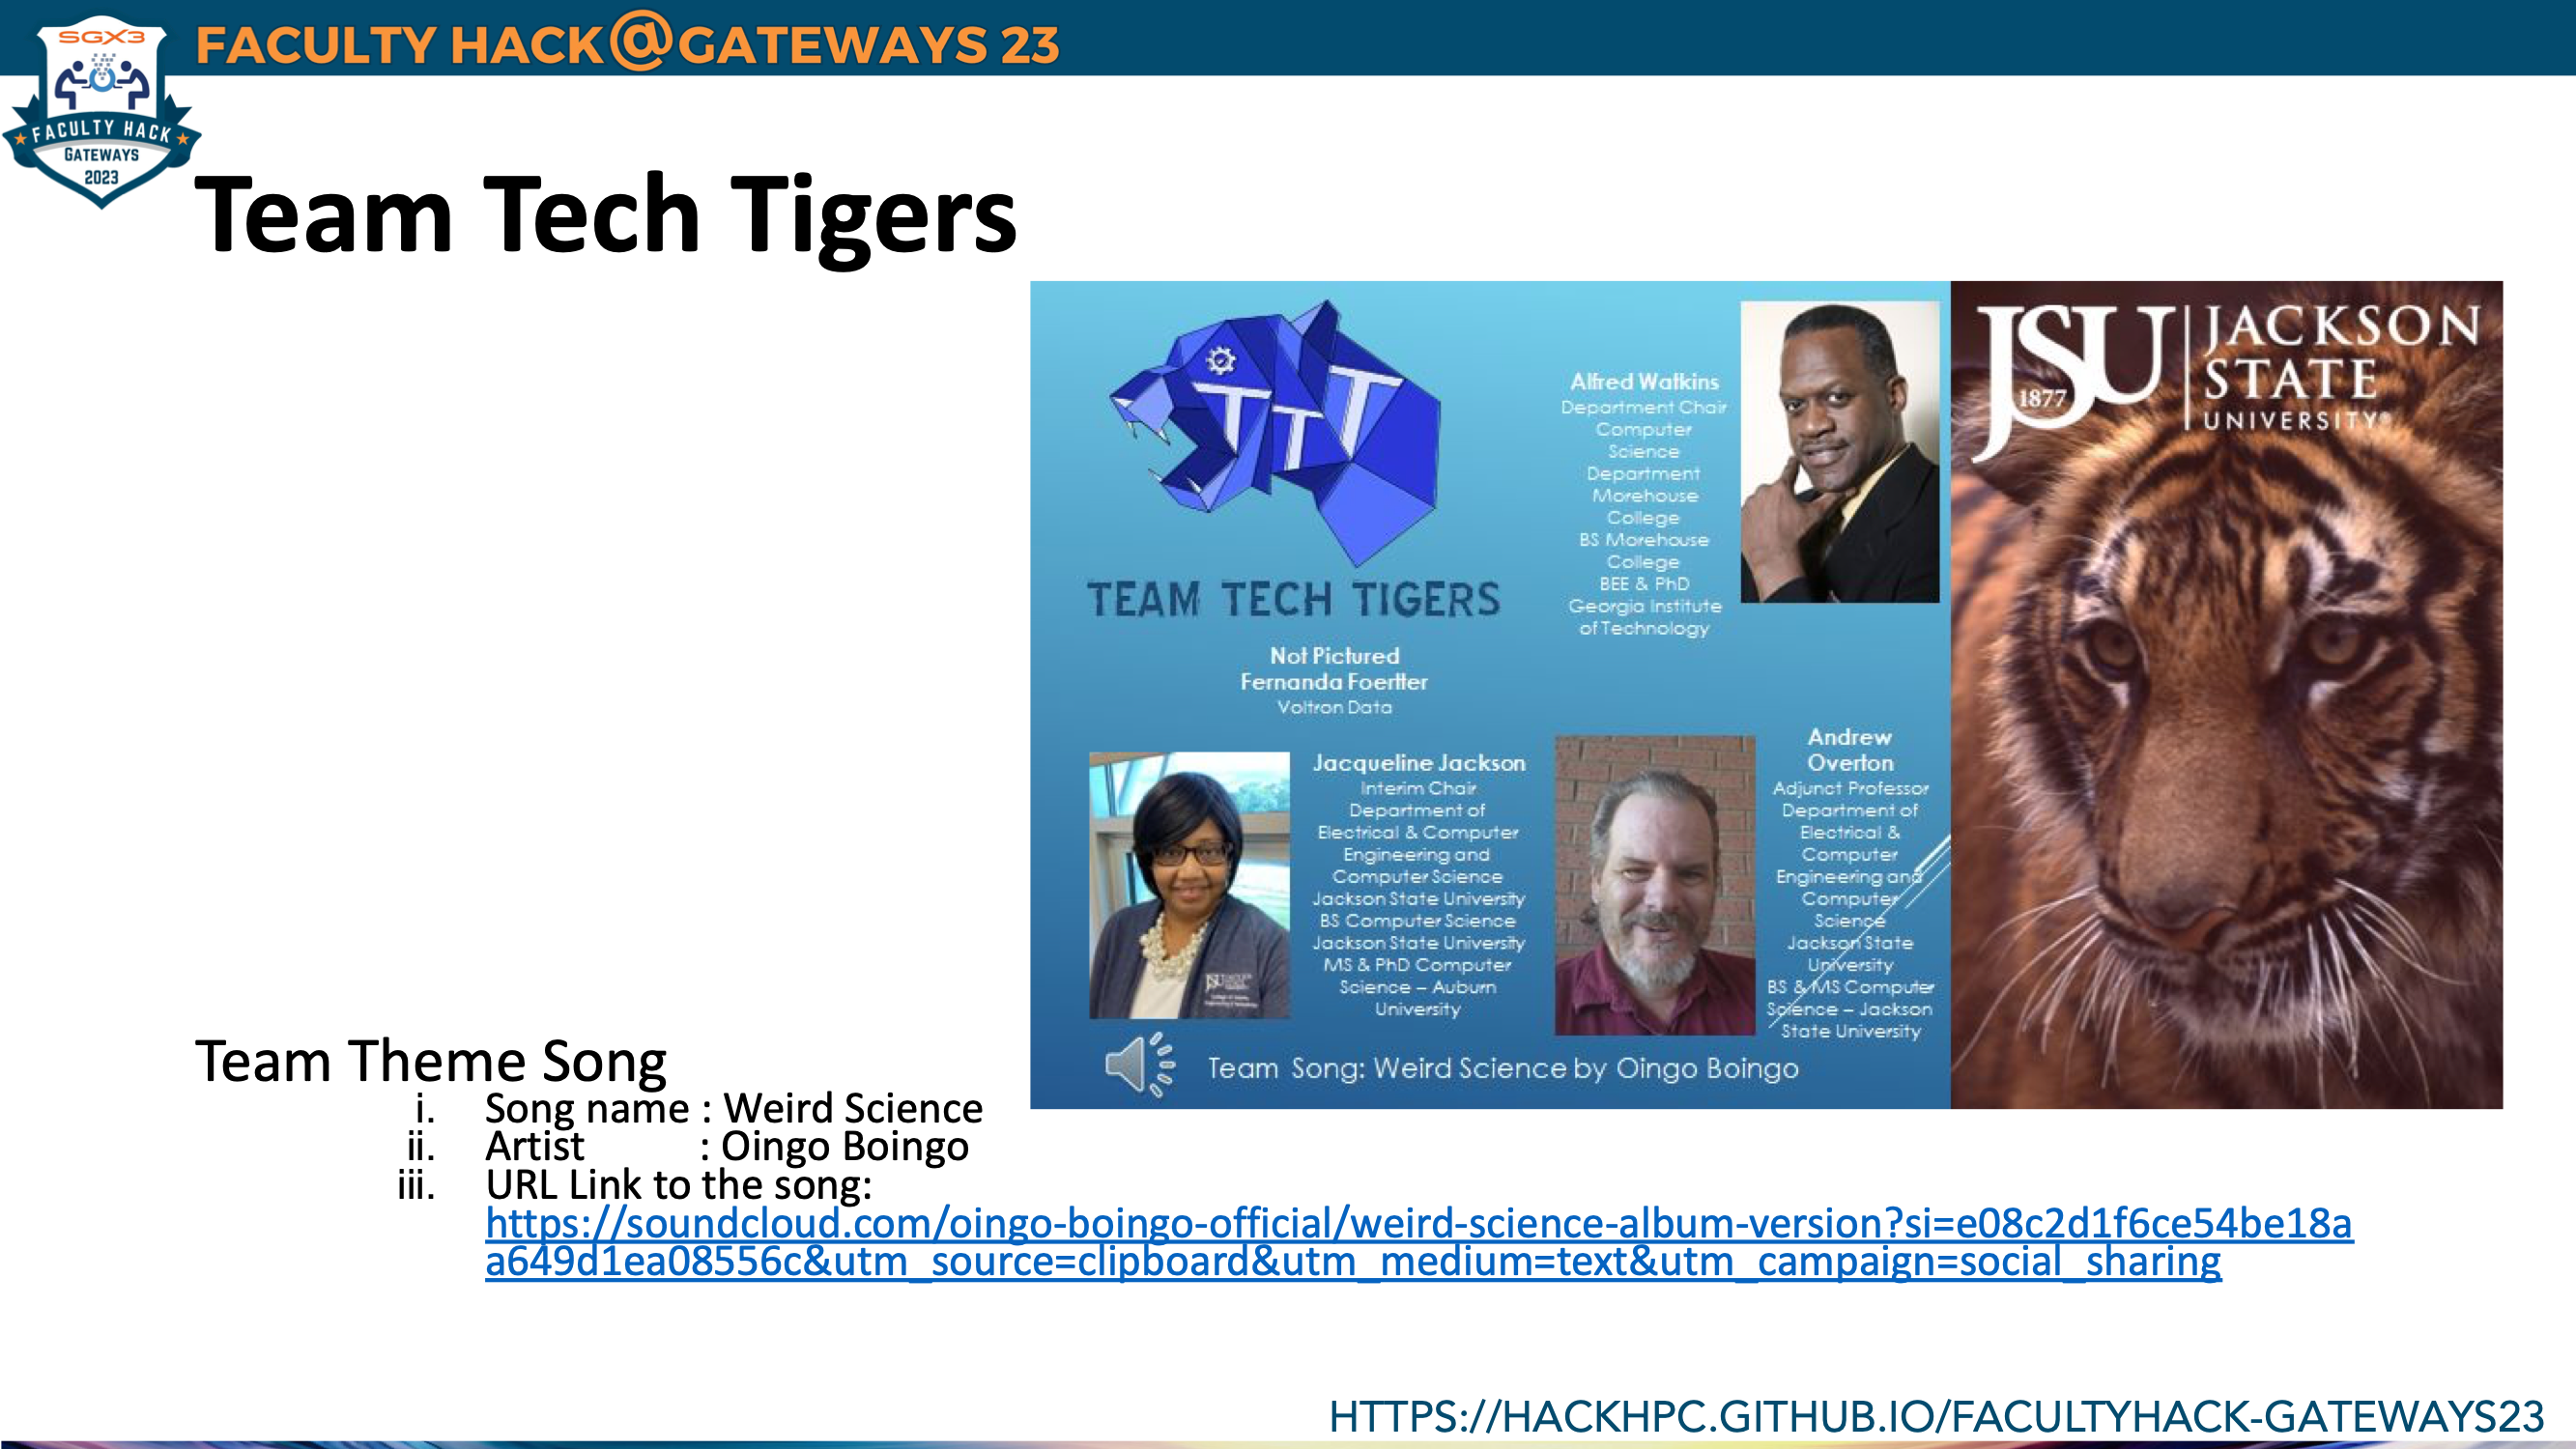 SGX3
FACULTY HACK
GATEWAYS
2023
FACULTY HACK@GATEWAYS 23
Team Tech Tigers
TTT
TEAM TECH TIGERS
Not Pictured
Fernanda Foertter
Voltron Data
Alfred Watkins
Department Chair
Computer
Science
Department
Morehouse
College
BS Morehouse
College
BEE & PhD
Georgia Institute
of Technology
JSU
1877
JACKSON
STATE
UNIVERSITY®
Jacqueline Jackson
Interim Chair
Department of
Electrical & Computer
Engineering and
Computer Science
Jackson State University
BS Computer Science
Jackson State University
MS & PhD Computer
Science – Auburn
University
JSU
Andrew
Overton
Adjunct Professor
Department of
Electrical &
Computer
Engineering and
Computer
Science
Jackson State
University
BS & MS Computer
Science – Jackson
State University
Team Song: Weird Science by Oingo Boingo
Team Theme Song
i. Song name : Weird Science
ii. Artist : Oingo Boingo
iii. URL Link to the song:
https://soundcloud.com/oingo-boingo-official/weird-science-album-version?si=e08c2d1f6ce54be18a
a649d1ea08556c&utm_source=clipboard&utm_medium=text&utm_campaign=social_sharing
HTTPS://HACKHPC.GITHUB.IO/FACULTYHACK-GATEWAYS23